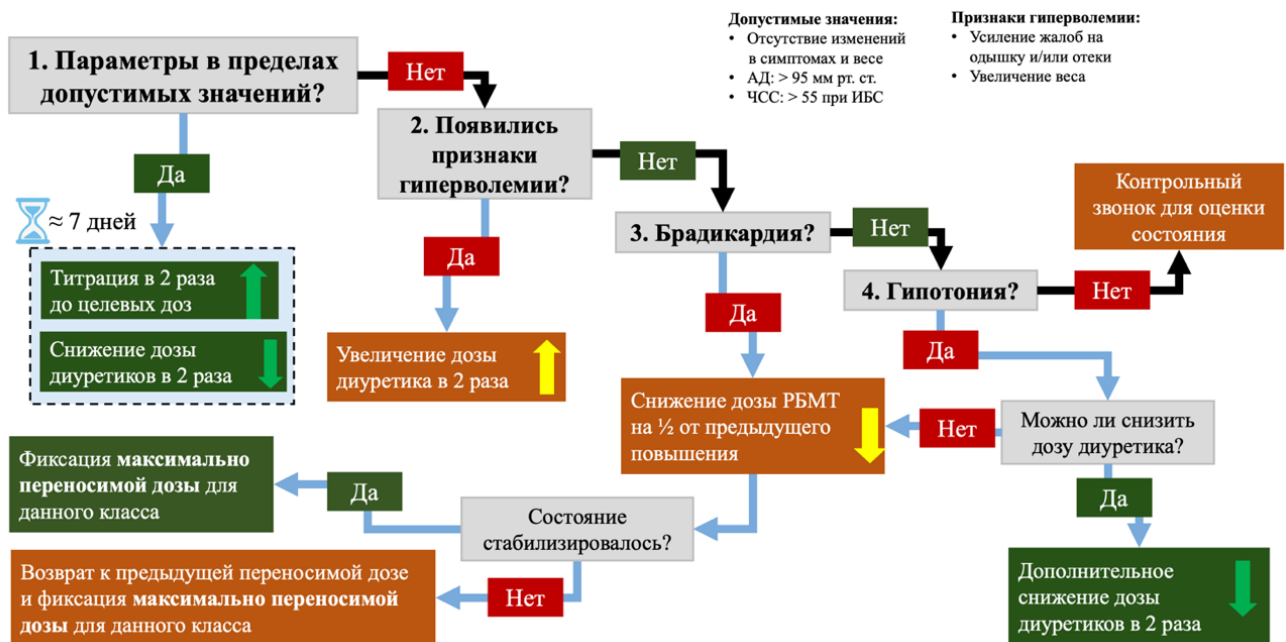 Допустимые значения:
• Отсутствие изменений
в симптомах и весе
• АД: > 95 мм рт. ст.
• ЧСС: > 55 при ИБС
Признаки гиперволемии:
• Усиление жалоб на
одышку и/или отеки
• Увеличение веса
1. Параметры в пределах
допустимых значений?
Нет
Да
≈ 7 дней
Титрация в 2 раза
до целевых доз
Снижение дозы
диуретиков в 2 раза
2. Появились
признаки
гиперволемии?
Нет
Да
Увеличение дозы
диуретика в 2 раза
3. Брадикардия?
Нет
Да
4. Гипотония?
Нет
Контрольный
звонок для оценки
состояния
Да
Снижение дозы РБМТ
на ½ от предыдущего
повышения
Нет
Можно ли снизить
дозу диуретика?
Да
Дополнительное
снижение дозы
диуретиков в 2 раза
Состояние
стабилизировалось?
Да
Фиксация максимально
переносимой дозы для
данного класса
Нет
Возврат к предыдущей переносимой дозе
и фиксация максимально переносимой
дозы для данного класса